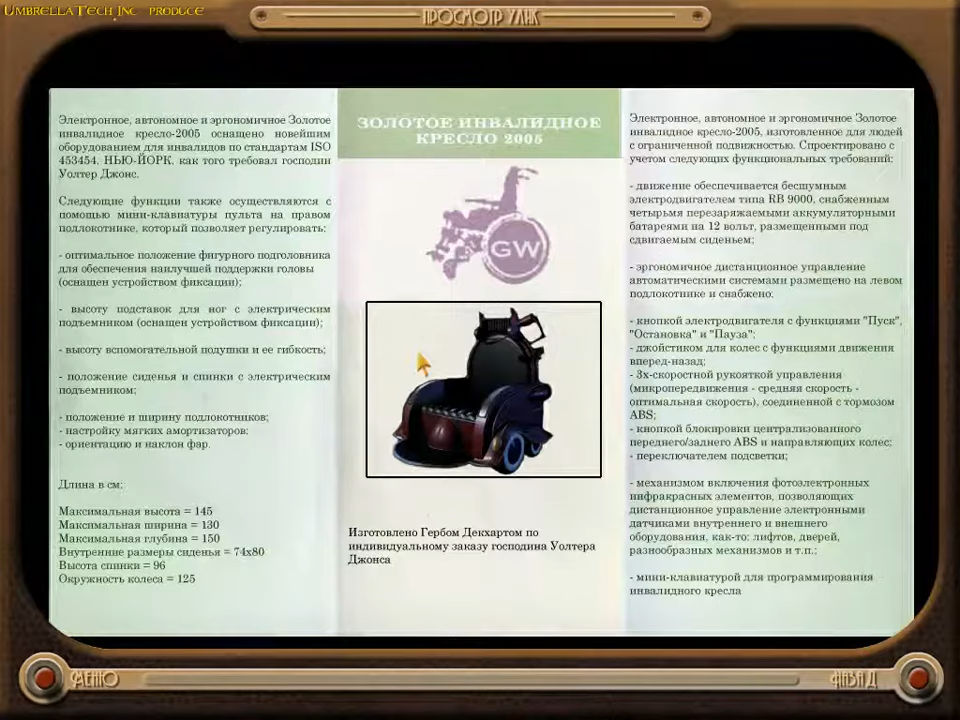 UmbrellaTech.Inc produce
ПРОСМОТР УЛИК
Электронное, автономное и эргономичное Золотое
инвалидное кресло-2005 оснащено новейшим
оборудованием для инвалидов по стандартам ISO
453454, НЬЮ-ЙОРК, как того требовал господин
Уолтер Джонс.
Следующие функции также осуществляются с
помощью мини-клавиатуры пульта на правом
подлокотнике, который позволяет регулировать:
- оптимальное положение фигурного подголовника
для обеспечения наилучшей поддержки головы
(оснащен устройством фиксации);
- высоту подставок для ног с электрическим
подъемником (оснащен устройством фиксации);
- высоту вспомогательной подушки и ее гибкость;
- положение сиденья и спинки с электрическим
подъемником;
- положение и ширину подлокотников;
- настройку мягких амортизаторов;
- ориентацию и наклон фар.
Длина в см:
Максимальная высота = 145
Максимальная ширина = 130
Максимальная глубина = 150
Внутренние размеры сиденья = 74x80
Высота спинки = 96
Окружность колеса = 125
ЗОЛОТОЕ ИНВАЛИДНОЕ
КРЕСЛО 2005
GW
Изготовлено Гербом Декхартом по
индивидуальному заказу господина Уолтера
Джонса
Электронное, автономное и эргономичное Золотое
инвалидное кресло-2005, изготовленное для людей
с ограниченной подвижностью. Спроектировано с
учетом следующих функциональных требований:
- движение обеспечивается бесшумным
электродвигателем типа RB 9000, снабженным
четырьмя перезаряжаемыми аккумуляторными
батареями на 12 вольт, размещенными под
сдвигаемым сиденьем;
- эргономичное дистанционное управление
автоматическими системами размещено на левом
подлокотнике и снабжено:
- кнопкой электродвигателя с функциями "Пуск",
"Остановка" и "Пауза";
- джойстиком для колес с функциями движения
вперед-назад;
- 3х-скоростной рукояткой управления
(микропередвижения - средняя скорость -
оптимальная скорость), соединенной с тормозом
ABS;
- кнопкой блокировки централизованного
переднего/заднего ABS и направляющих колес;
- переключателем подсветки;
- механизмом включения фотоэлектронных
инфракрасных элементов, позволяющих
дистанционное управление электронными
датчиками внутреннего и внешнего
оборудования, как-то: лифтов, дверей,
разнообразных механизмов и т.п.;
- мини-клавиатурой для программирования
инвалидного кресла
МЕНЮ
НАЗАД